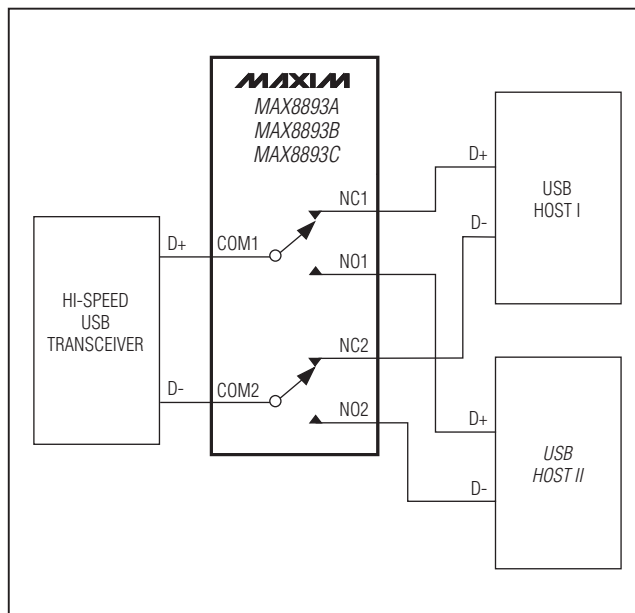 MAXIM
MAX8893A
MAX8893B
MAX8893C
HI-SPEED
USB
TRANSCEIVER
D+
COM1
NC1
NO1
D-
COM2
NC2
NO2
D+
D-
USB
HOST I
D+
D-
USB
HOST II